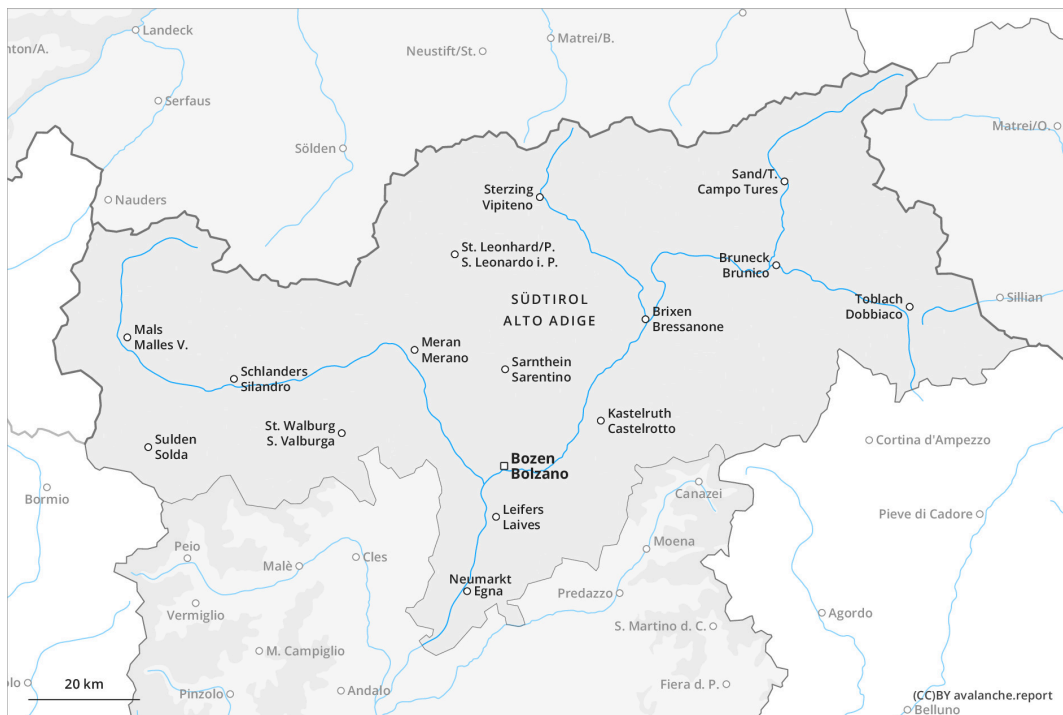 Landeck
nton/A.
Neustift/St.
Matrei/B.
Serfaus
Matrei/O.
Sölden
Nauders
Sand/T.
Campo Tures
Sterzing
Vipiteno
St. Leonhard/P.
S. Leonardo i. P.
Bruneck
Brunico
SÜDTIROL
ALTO ADIGE
Toblach
Dobbiaco
Sillian
Brixen
Bressanone
Mals
Malles V.
Meran
Merano
Sarnthein
Sarentino
Schlanders
Silandro
Kastelruth
Castelrotto
St. Walburg
S. Valburga
Sulden
Solda
Cortina d'Ampezzo
Bozen
Bolzano
Bormio
Canazei
Leifers
Laives
Pieve di Cadore
Moena
Peio
Malè
Cles
Neumarkt
Egna
Predazzo
Vermiglio
Agordo
S. Martino d. C.
M. Campiglio
olo
20 km
Pinzolo
Andalo
Fiera d. P.
(CC)BY avalanche.report
Belluno